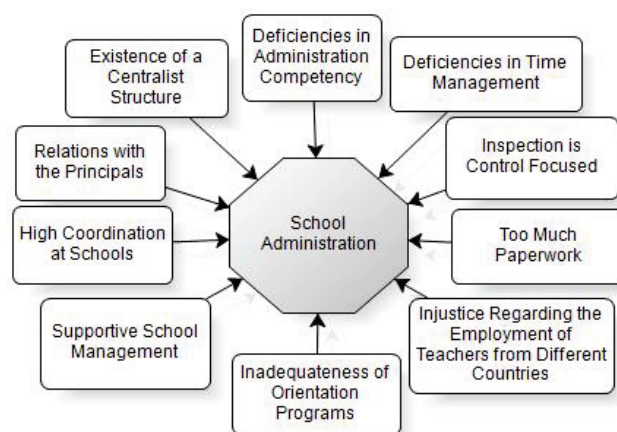 Deficiencies in
Administration
Competency
Existence of a
Centralist
Structure
Deficiencies in Time
Management
Relations with
the Principals
Inspection is
Control Focused
School
Administration
High Coordination
at Schools
Too Much
Paperwork
Supportive School
Management
Injustice Regarding the
Employment of
Teachers from Different
Countries
Inadequateness of
Orientation
Programs